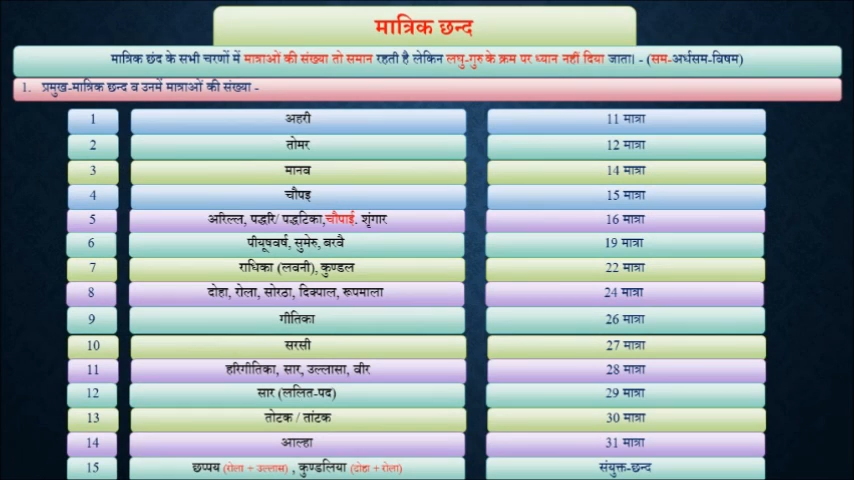 मात्रिक छन्द
मात्रिक छंद के सभी चरणों में मात्राओं की संख्या तो समान रहती है लेकिन लघु-गुरु के क्रम पर ध्यान नहीं दिया जाता। - (सम-अर्धसम-विषम)
1. प्रमुख-मात्रिक छन्द व उनमें मात्राओं की संख्या -
1 अहरी 11 मात्रा
2 तोमर 12 मात्रा
3 मानव 14 मात्रा
4 चौपइ 15 मात्रा
5 अरिल्ल, पद्धरि/ पद्धटिका,चौपाई. शृंगार 16 मात्रा
6 पीयूषवर्ष, सुमेरु, बरवै 19 मात्रा
7 राधिका (लवनी), कुण्डल 22 मात्रा
8 दोहा, रोला, सोरठा, दिक्पाल, रूपमाला 24 मात्रा
9 गीतिका 26 मात्रा
10 सरसी 27 मात्रा
11 हरिगीतिका, सार, उल्लासा, वीर 28 मात्रा
12 सार (ललित-पद) 29 मात्रा
13 तोटक / तांटक 30 मात्रा
14 आल्हा 31 मात्रा
15 छप्पय (रोला + उल्लास) , कुण्डलिया (दोहा + रोला) संयुक्त-छन्द